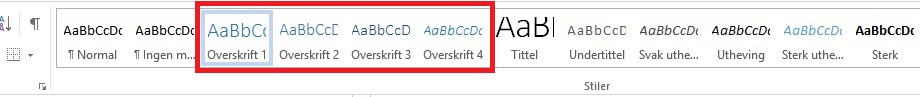 AaBbCcDc AaBbCcDc AaBbCc AaBbCcD AaBbCcD AaBbCcDc AaB AaBbCcD AaBbCcDc AaBbCcDc AaBbCcDc AaBbCcDc
¶ Normal ¶ Ingen m... Overskrift 1 Overskrift 2 Overskrift 3 Overskrift 4 Tittel Undertittel Svak uthe... Utheving Sterk uthe... Sterk
Stiler